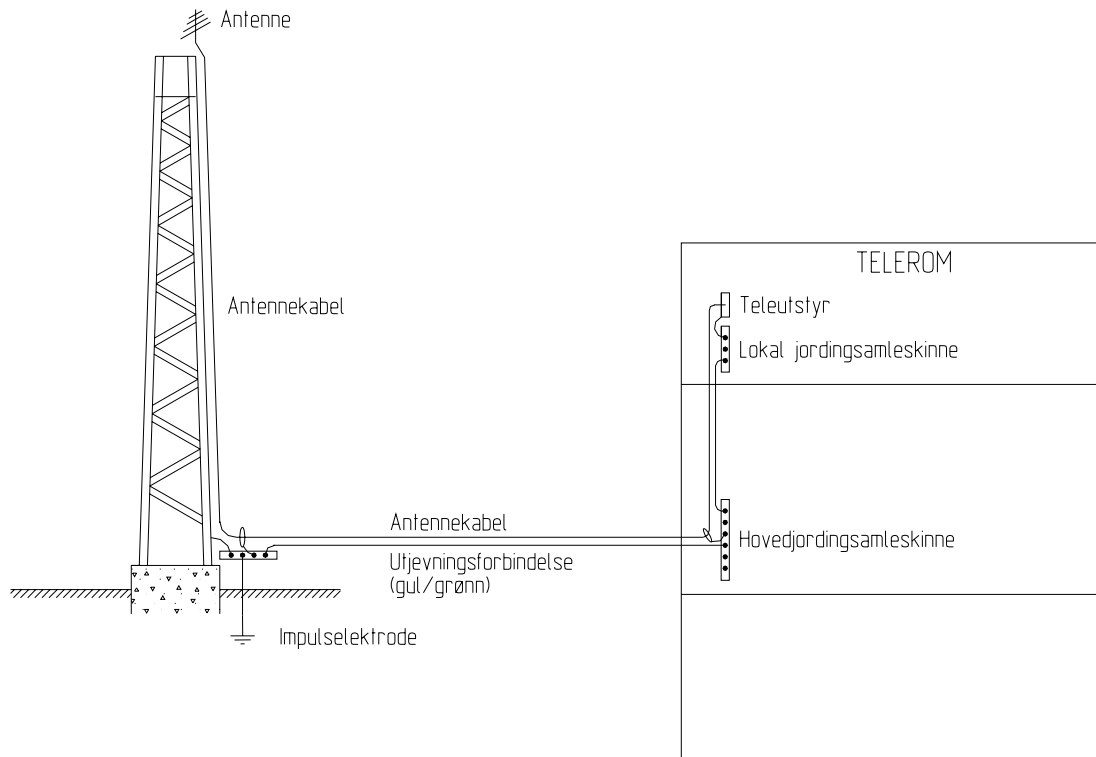 Antenne
TELEROM
Teleutstyr
Antennekabel
Lokal jordingsamleskinne
Antennekabel
Hovedjordingsamleskinne
Utjevningsforbindelse
(gul/grønn)
Impulselektrode